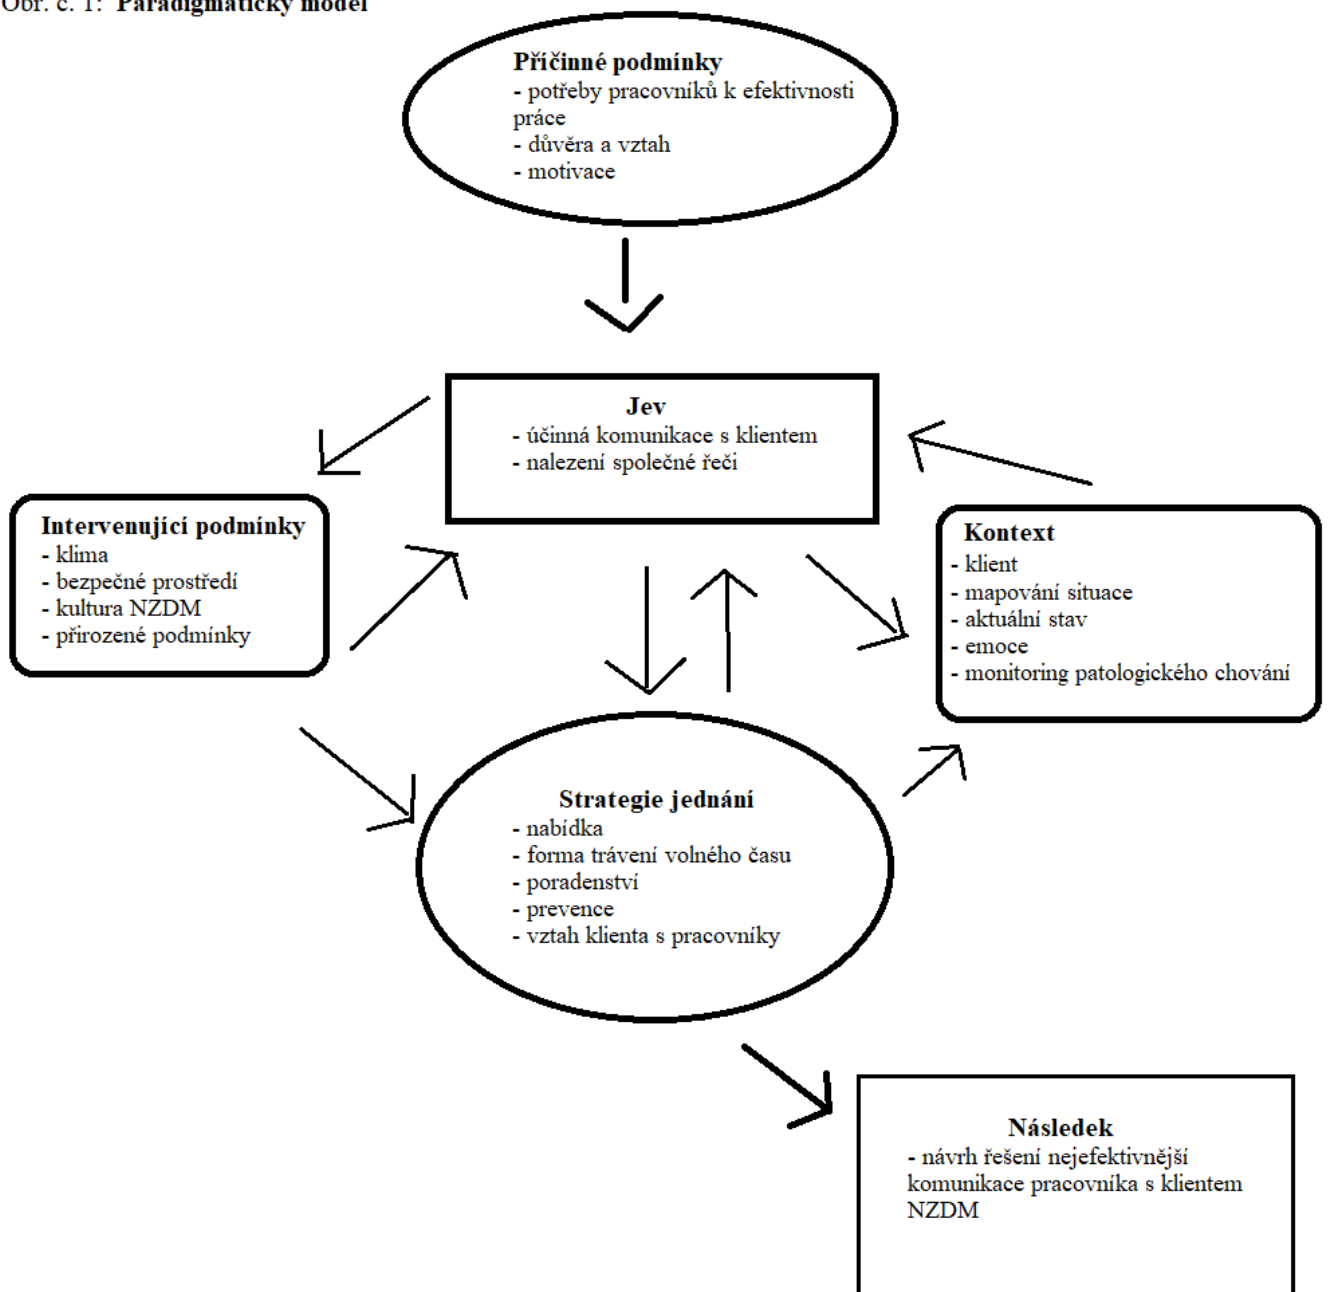 Obr. č. 1: Paradigmatický model
Příčinné podmínky
- potřeby pracovníků k efektivnosti
práce
- důvěra a vztah
- motivace
Jev
- účinná komunikace s klientem
- nalezení společné řeči
Intervenující podmínky
- klima
- bezpečné prostředí
- kultura NZDM
- přirozené podmínky
Kontext
- klient
- mapování situace
- aktuální stav
- emoce
- monitoring patologického chování
Strategie jednání
- nabídka
- forma trávení volného času
- poradenství
- prevence
- vztah klienta s pracovníky
Následek
- návrh řešení nejefektivnější
komunikace pracovníka s klientem
NZDM